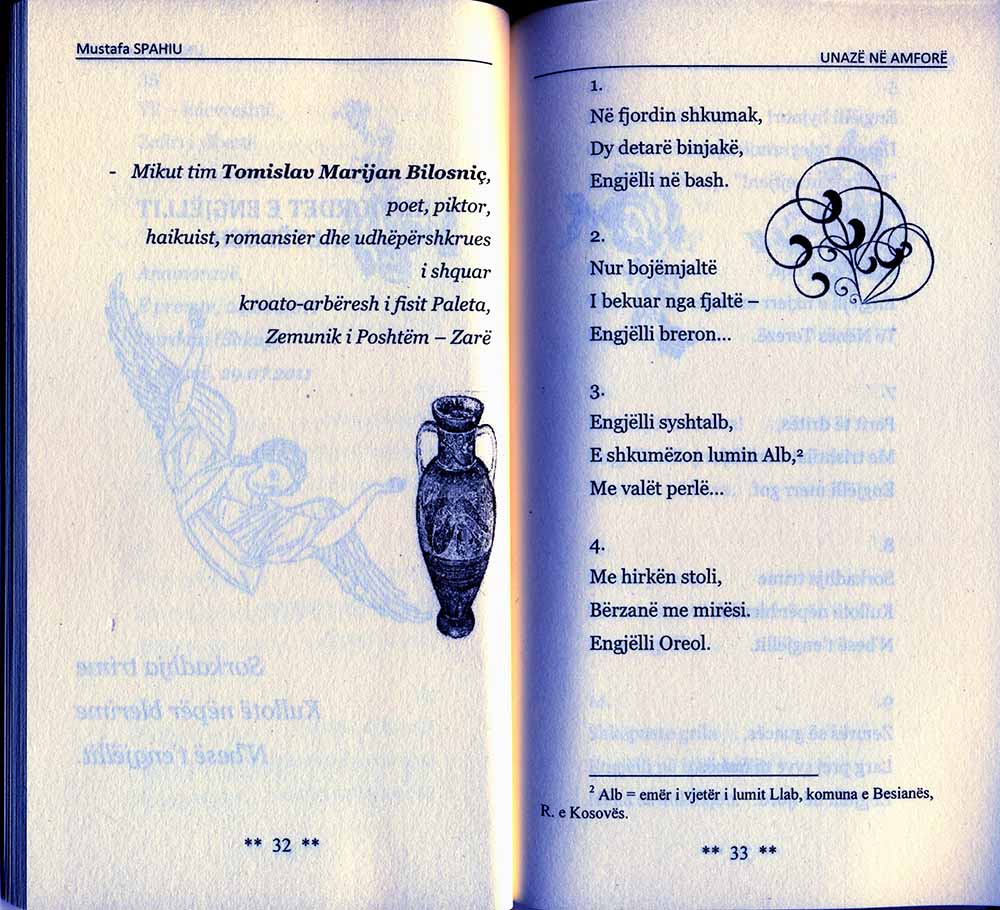 Mustafa SPAHIU
- Mikut tim Tomislav Marijan Bilosniç,
poet, piktor,
haikuist, romansier dhe udhëpërshkrues
i shquar
kroato-arbëresh i fisit Paleta,
Zemunik i Poshtëm – Zarë
** 32 **
UNAZË NË AMFORË
1.
Në fjordin shkumak,
Dy detarë binjakë,
Engjëlli në bash.
2.
Nur bojëmjaltë
I bekuar nga fjaltë –
Engjëlli breron...
3.
Engjëlli syshtalb,
E shkumëzon lumin Alb,²
Me valët perlë...
4.
Me hirkën stoli,
Bërzanë me mirësi.
Engjëlli Oreol.
² Alb = emër i vjetër i lumit Llab, komuna e Besianës,
R. e Kosovës.
** 33 **